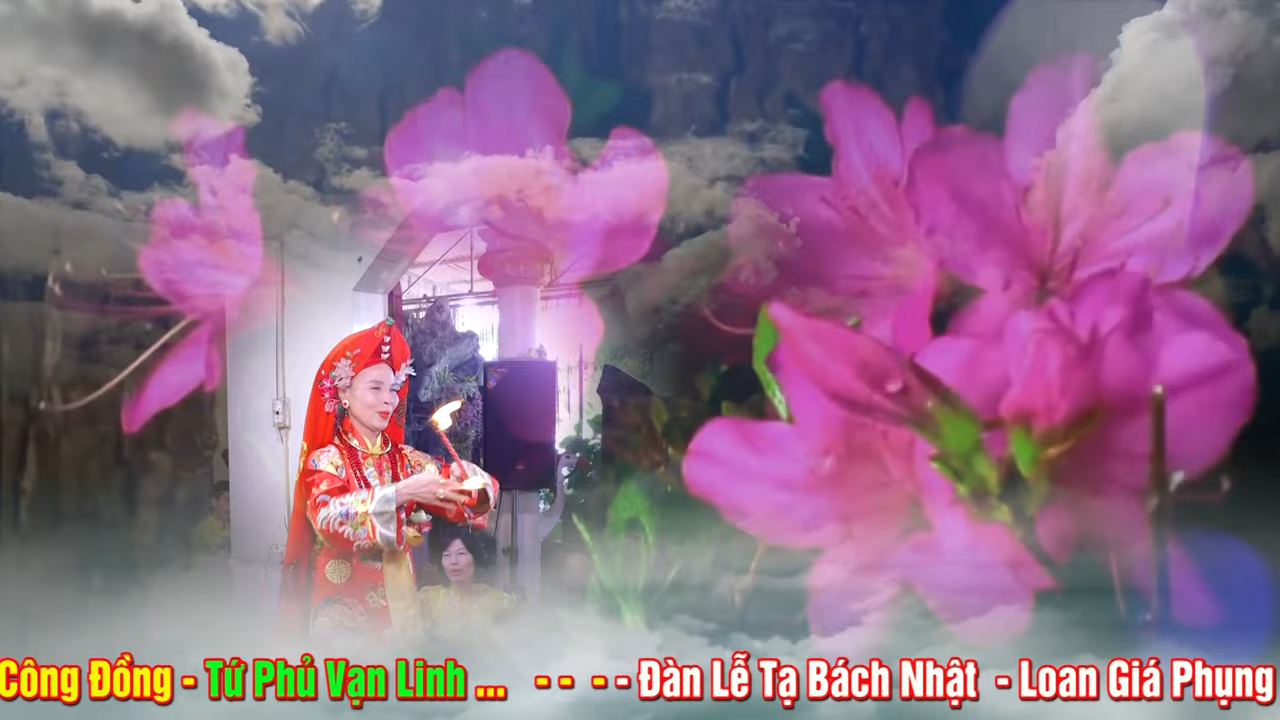 Công Đồng - Tứ Phủ Vạn Linh ... - - - - Đàn Lễ Tạ Bách Nhật - Loan Giá Phụng